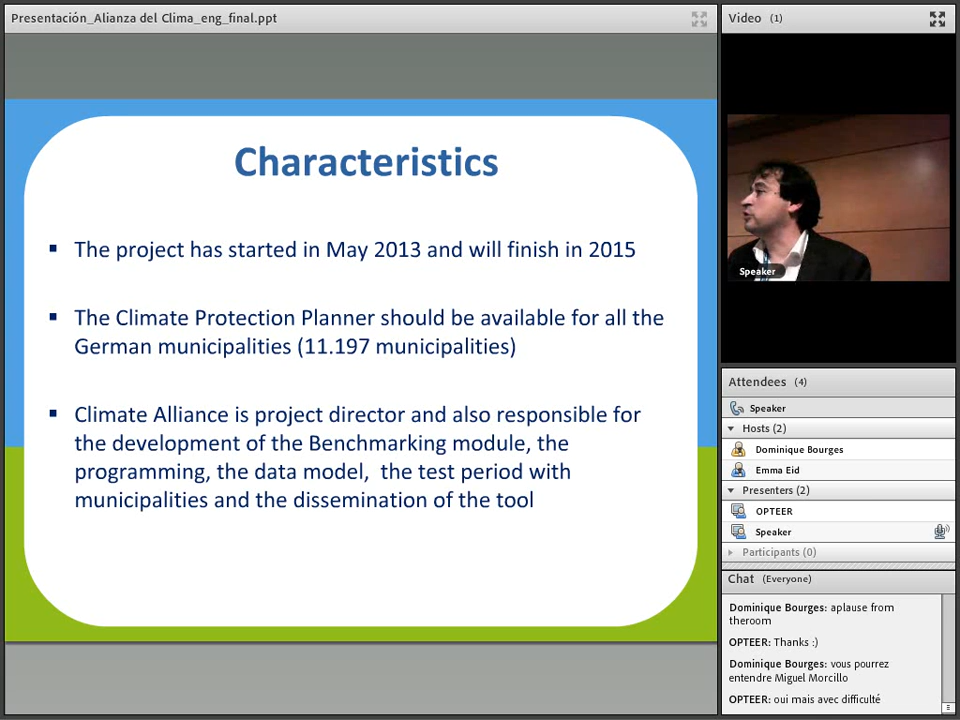 Presentación_Alianza del Clima_eng_final.ppt
Characteristics
▪ The project has started in May 2013 and will finish in 2015
▪ The Climate Protection Planner should be available for all the
German municipalities (11.197 municipalities)
▪ Climate Alliance is project director and also responsible for
the development of the Benchmarking module, the
programming, the data model, the test period with
municipalities and the dissemination of the tool
Video (1)
Speaker
Attendees (4)
Speaker
Hosts (2)
Dominique Bourges
Emma Eid
Presenters (2)
OPTEER
Speaker
Participants (0)
Chat (Everyone)
Dominique Bourges: aplause from
theroom
OPTEER: Thanks :)
Dominique Bourges: vous pourrez
entendre Miguel Morcillo
OPTEER: oui mais avec difficulté